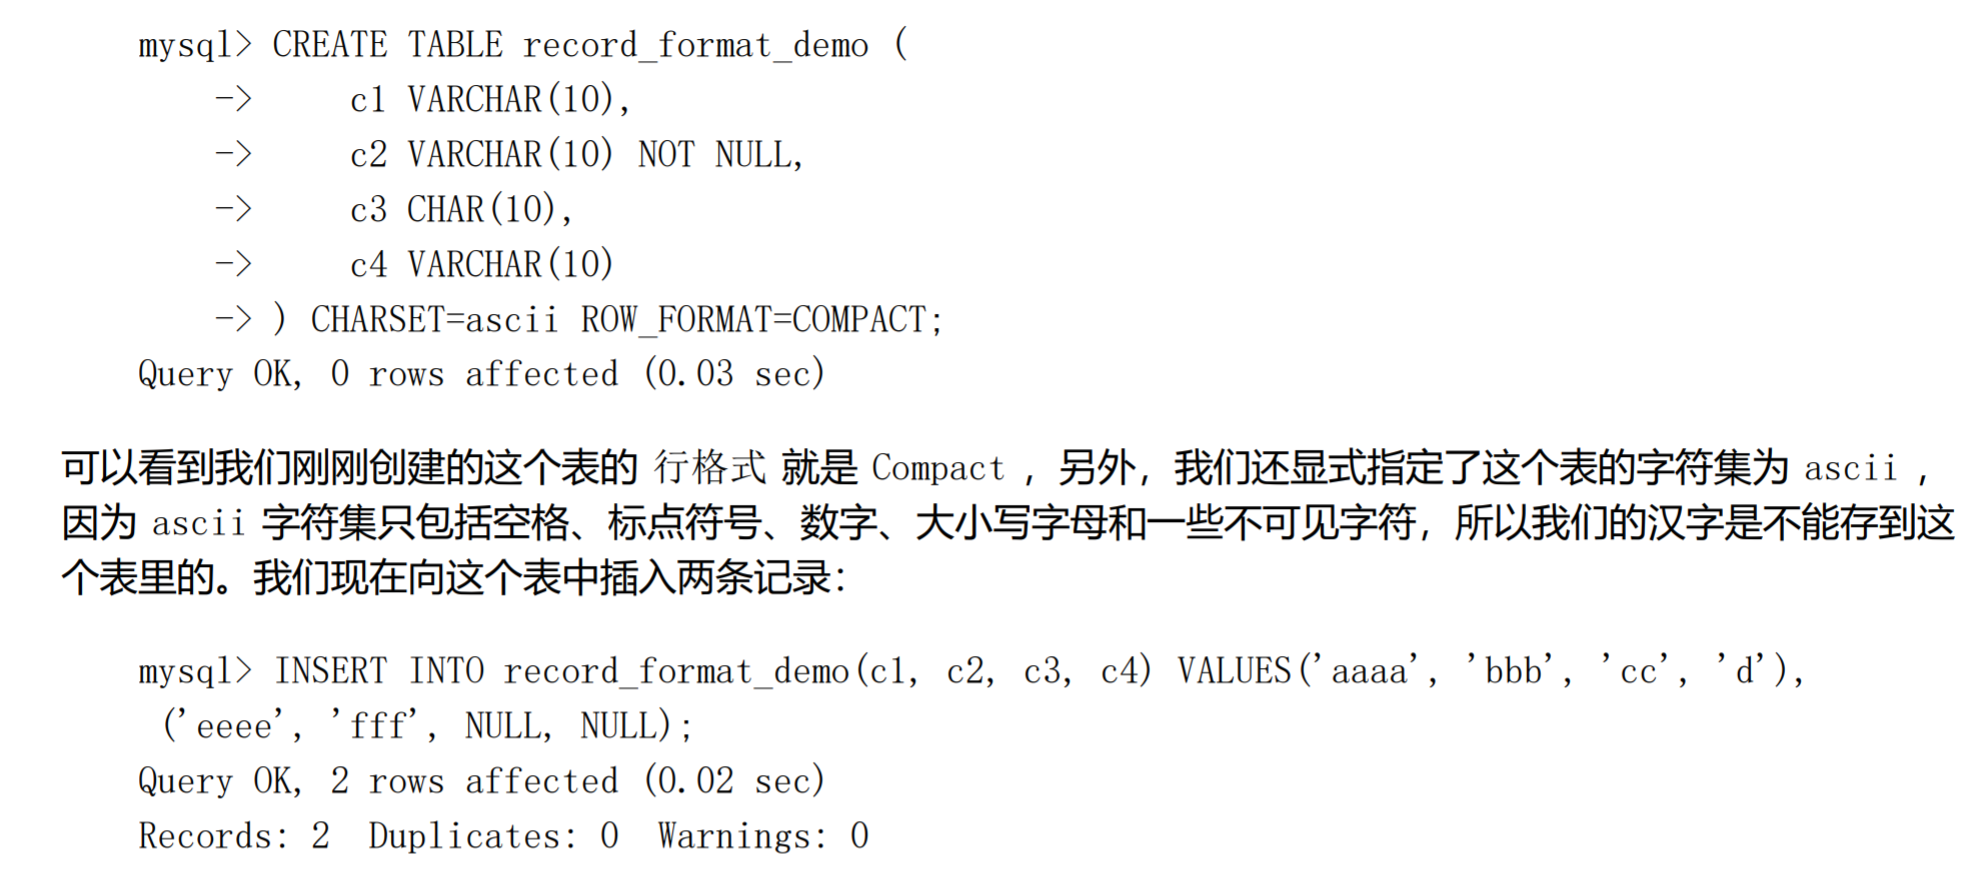 mysql> CREATE TABLE record_format_demo (
    ->     c1 VARCHAR(10),
    ->     c2 VARCHAR(10) NOT NULL,
    ->     c3 CHAR(10),
    ->     c4 VARCHAR(10)
    -> ) CHARSET=ascii ROW_FORMAT=COMPACT;
Query OK, 0 rows affected (0.03 sec)
可以看到我们刚刚创建的这个表的 行格式 就是 Compact ，另外，我们还显式指定了这个表的字符集为 ascii ，
因为 ascii 字符集只包括空格、标点符号、数字、大小写字母和一些不可见字符，所以我们的汉字是不能存到这
个表里的。我们现在向这个表中插入两条记录：
mysql> INSERT INTO record_format_demo(c1, c2, c3, c4) VALUES('aaaa', 'bbb', 'cc', 'd'),
 ('eeee', 'fff', NULL, NULL);
Query OK, 2 rows affected (0.02 sec)
Records: 2  Duplicates: 0  Warnings: 0